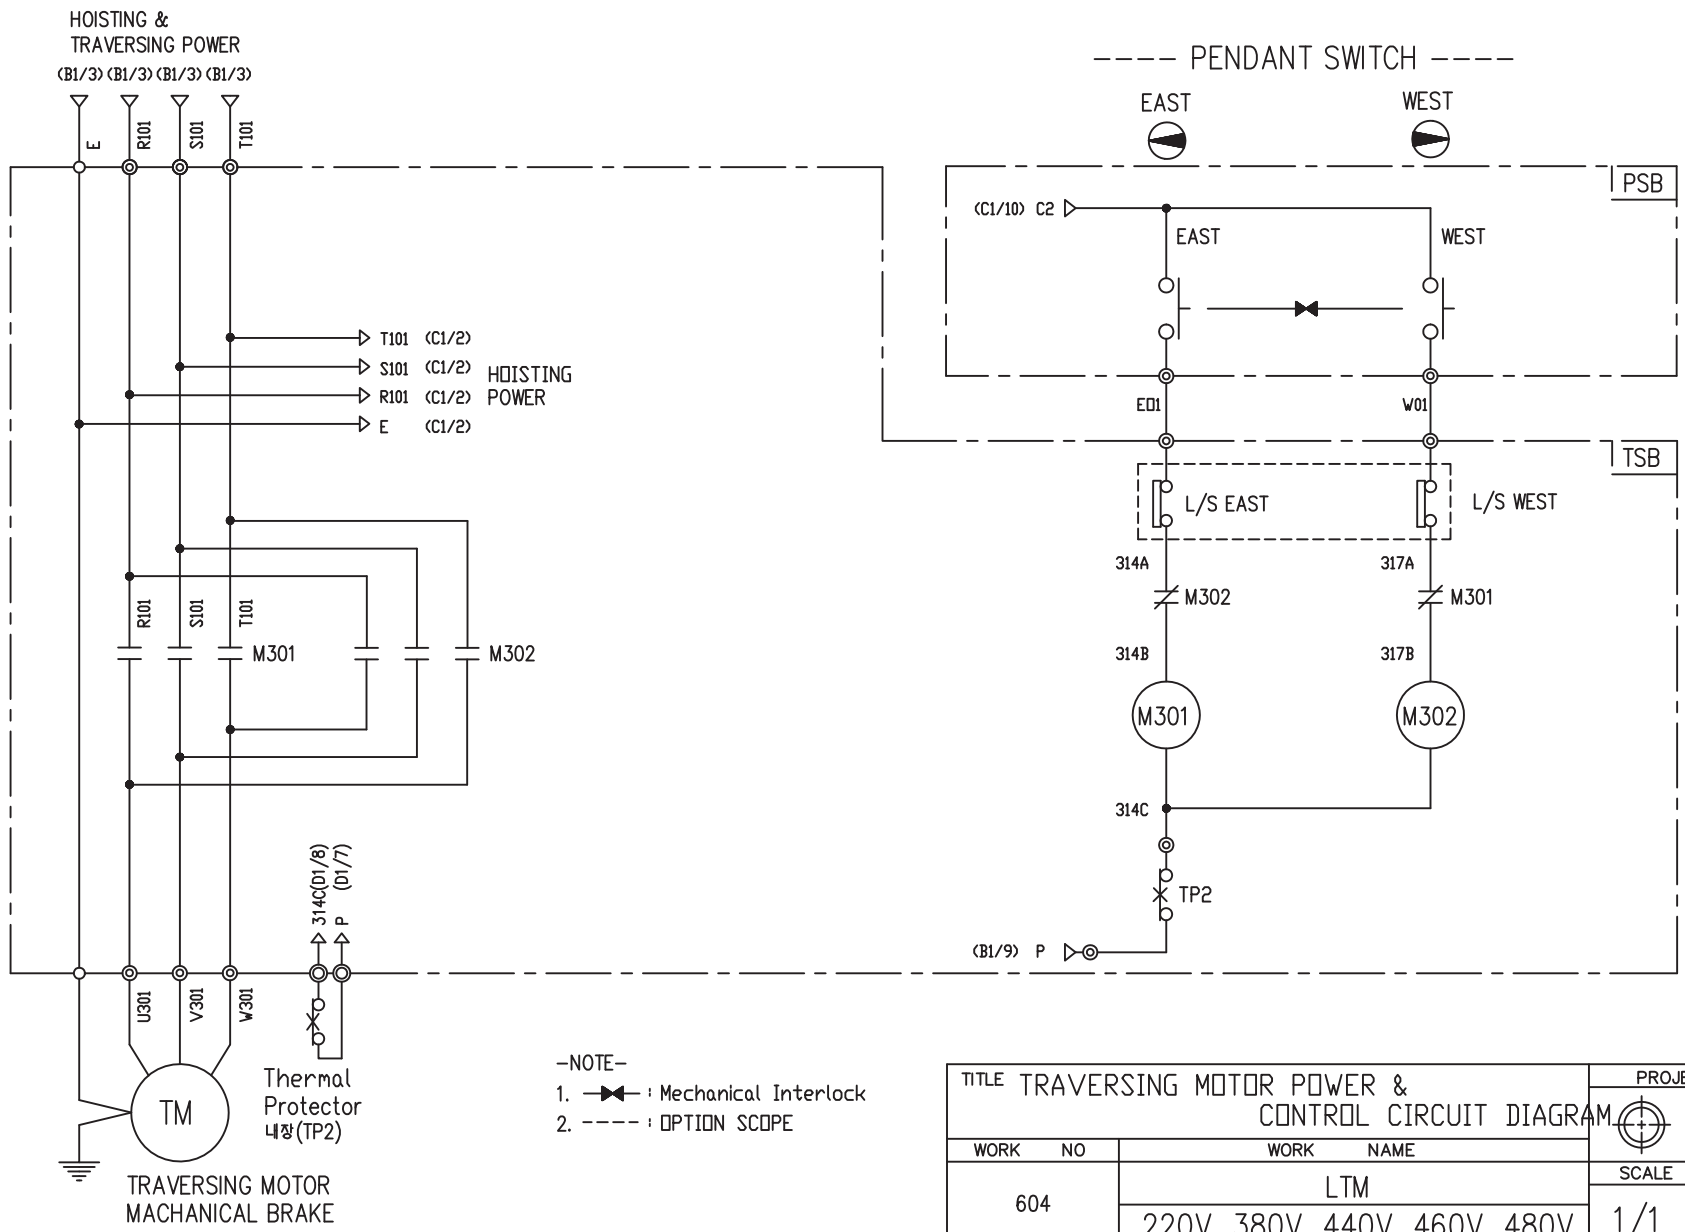 HOISTING &
TRAVERSING POWER
(B1/3) (B1/3) (B1/3) (B1/3)
E
R101
S101
T101
T101 (C1/2)
S101 (C1/2)
R101 (C1/2)
E (C1/2)
HOISTING
POWER
R101
S101
T101
M301
M302
314C(D1/8)
P (D1/7)
U301
V301
W301
TM
Thermal
Protector
내장(TP2)
TRAVERSING MOTOR
MACHANICAL BRAKE
---- PENDANT SWITCH ----
EAST
WEST
PSB
(C1/10) C2
EAST
WEST
E01
W01
TSB
L/S EAST
L/S WEST
314A
317A
M302
M301
314B
317B
M301
M302
314C
TP2
(B1/9) P
-NOTE-
1. : Mechanical Interlock
2. ---- : OPTION SCOPE
TITLE TRAVERSING MOTOR POWER &
CONTROL CIRCUIT DIAGRAM
PROJE
WORK NO
WORK NAME
SCALE
604
LTM
220V 380V 440V 460V 480V
1/1